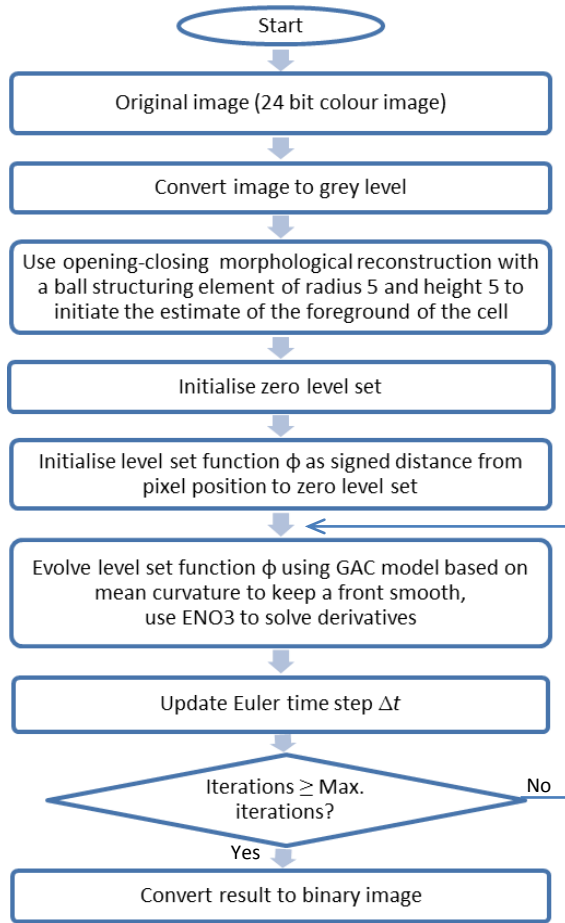 Start
Original image (24 bit colour image)
Convert image to grey level
Use opening-closing morphological reconstruction with
a ball structuring element of radius 5 and height 5 to
initiate the estimate of the foreground of the cell
Initialise zero level set
Initialise level set function ϕ as signed distance from
pixel position to zero level set
Evolve level set function ϕ using GAC model based on
mean curvature to keep a front smooth,
use ENO3 to solve derivatives
Update Euler time step Δt
Iterations ≥ Max.
iterations?
No
Yes
Convert result to binary image